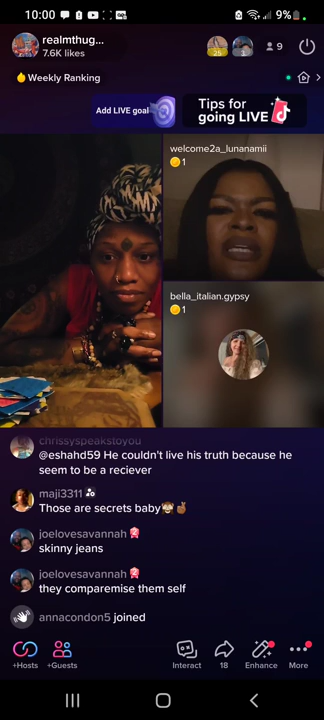 10:00
9%
realmthug...
7.6K likes
25
9
Weekly Ranking
Add LIVE goal
Tips for
going LIVE
welcome2a_lunanamii
1
bella_italian.gypsy
1
chrissyspeakstoyou
@eshahd59 He couldn't live his truth because he
seem to be a reciever
maji3311
Those are secrets baby
joelovesavannah
skinny jeans
joelovesavannah
they comparemise them self
annacondon5 joined
+Hosts
+Guests
Interact
18
Enhance
More